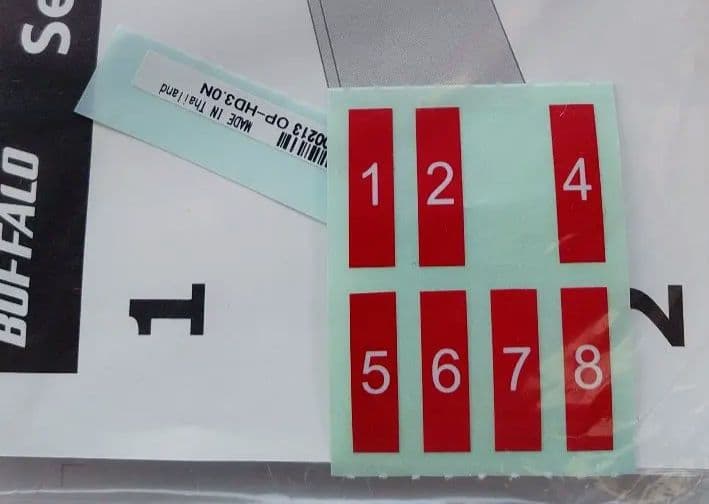 BUFFALO
Se
MADE IN Thailand
00213 OP-HD3.0N
1 2 4
5 6 7 8
1
2